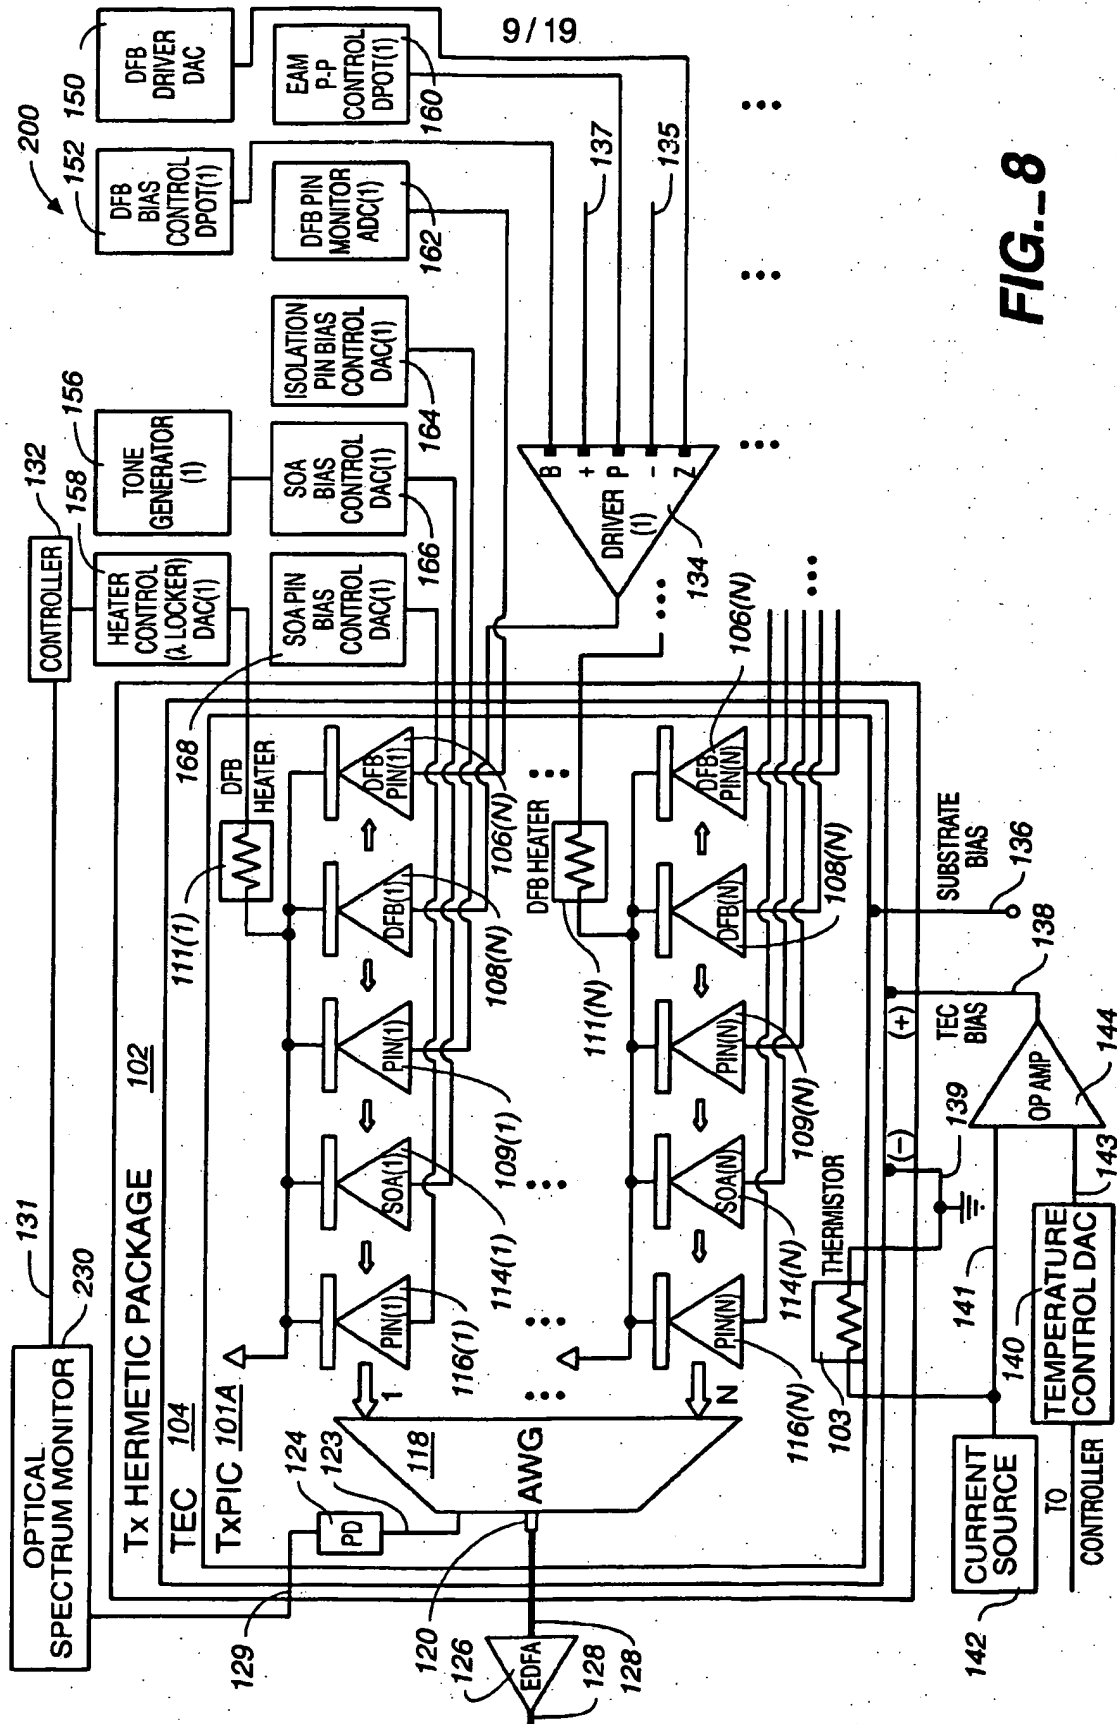 9/19
200
150
DFB
DRIVER
DAC
EAM
P-P
CONTROL
DPOT(1)
160
152
DFB
BIAS
CONTROL
DPOT(1)
DFB PIN
MONITOR
ADC(1)
162
ISOLATION
PIN BIAS
CONTROL
DAC(1)
164
156
TONE
GENERATOR
(1)
SOA
BIAS
CONTROL
DAC(1)
166
132
CONTROLLER
158
HEATER
CONTROL
(λ LOCKER)
DAC(1)
SOA PIN
BIAS
CONTROL
DAC(1)
168
137
135
B
+
P
–
Z
DRIVER
(1)
134
131
230
OPTICAL
SPECTRUM MONITOR
Tx HERMETIC PACKAGE 102
TEC 104
TxPIC 101A
111(1)
DFB
HEATER
PIN(1)
SOA(1)
PIN(1)
DFB(1)
DFB
PIN(1)
116(1)
114(1)
109(1)
108(N)
106(N)
129
124
PD
123
118
AWG
1
N
120
126
EDFA
128
128
DFB HEATER
111(N)
PIN(N)
SOA(N)
PIN(N)
DFB(N)
DFB
PIN(N)
106(N)
116(N)
114(N)
109(N)
108(N)
THERMISTOR
103
(–)
(+)
139
TEC
BIAS
138
SUBSTRATE
BIAS
136
OP AMP
144
141
143
140
TEMPERATURE
CONTROL DAC
CURRENT
SOURCE
142
TO
CONTROLLER
FIG._8